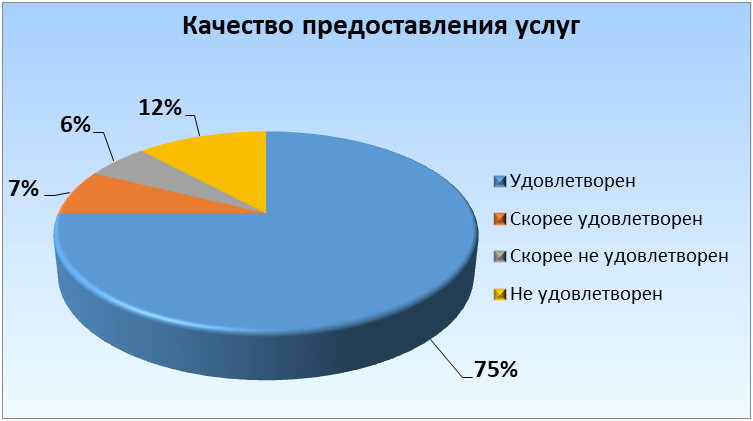 Качество предоставления услуг
12%
6%
7%
75%
Удовлетворен
Скорее удовлетворен
Скорее не удовлетворен
Не удовлетворен